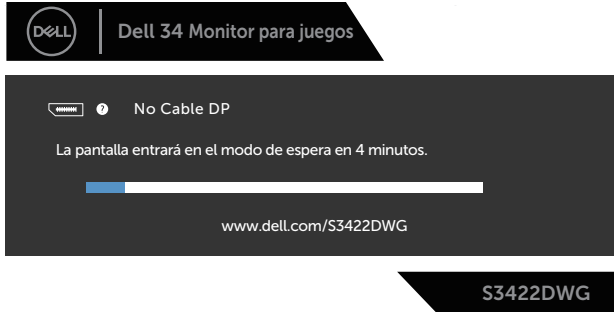 DELL Dell 34 Monitor para juegos
? No Cable DP
La pantalla entrará en el modo de espera en 4 minutos.
www.dell.com/S3422DWG
S3422DWG